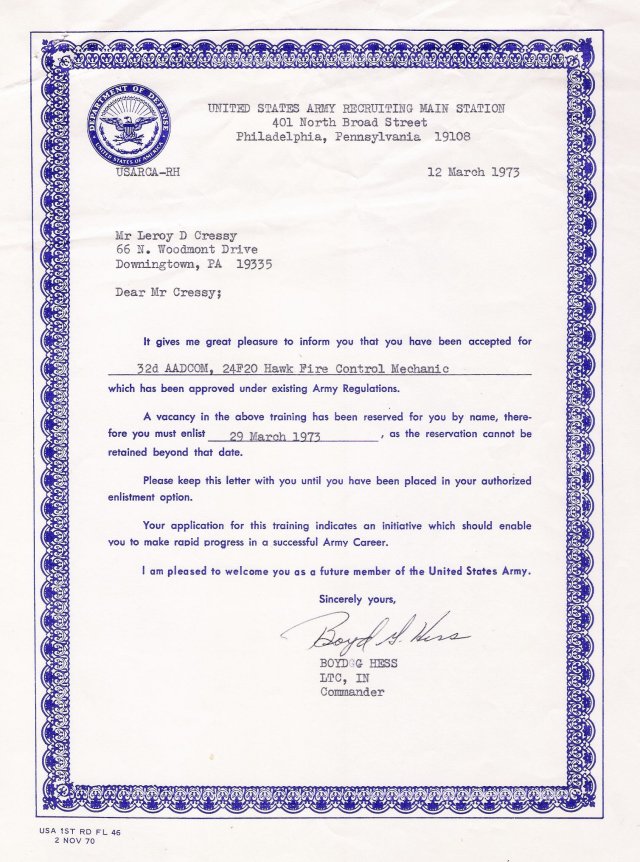 DEPARTMENT OF DEFENSE
UNITED STATES OF AMERICA
UNITED STATES ARMY RECRUITING MAIN STATION
401 North Broad Street
Philadelphia, Pennsylvania 19108
USARCA-RH 12 March 1973
Mr Leroy D Cressy
66 N. Woodmont Drive
Downingtown, PA 19335
Dear Mr Cressy;
It gives me great pleasure to inform you that you have been accepted for
32d AADCOM, 24F20 Hawk Fire Control Mechanic
which has been approved under existing Army Regulations.
A vacancy in the above training has been reserved for you by name, there-
fore you must enlist 29 March 1973, as the reservation cannot be
retained beyond that date.
Please keep this letter with you until you have been placed in your authorized
enlistment option.
Your application for this training indicates an initiative which should enable
you to make rapid progress in a successful Army Career.
I am pleased to welcome you as a future member of the United States Army.
Sincerely yours,
Boyd G. Hess
BOYD G HESS
LTC, IN
Commander
USA 1ST RD FL 46
2 NOV 70